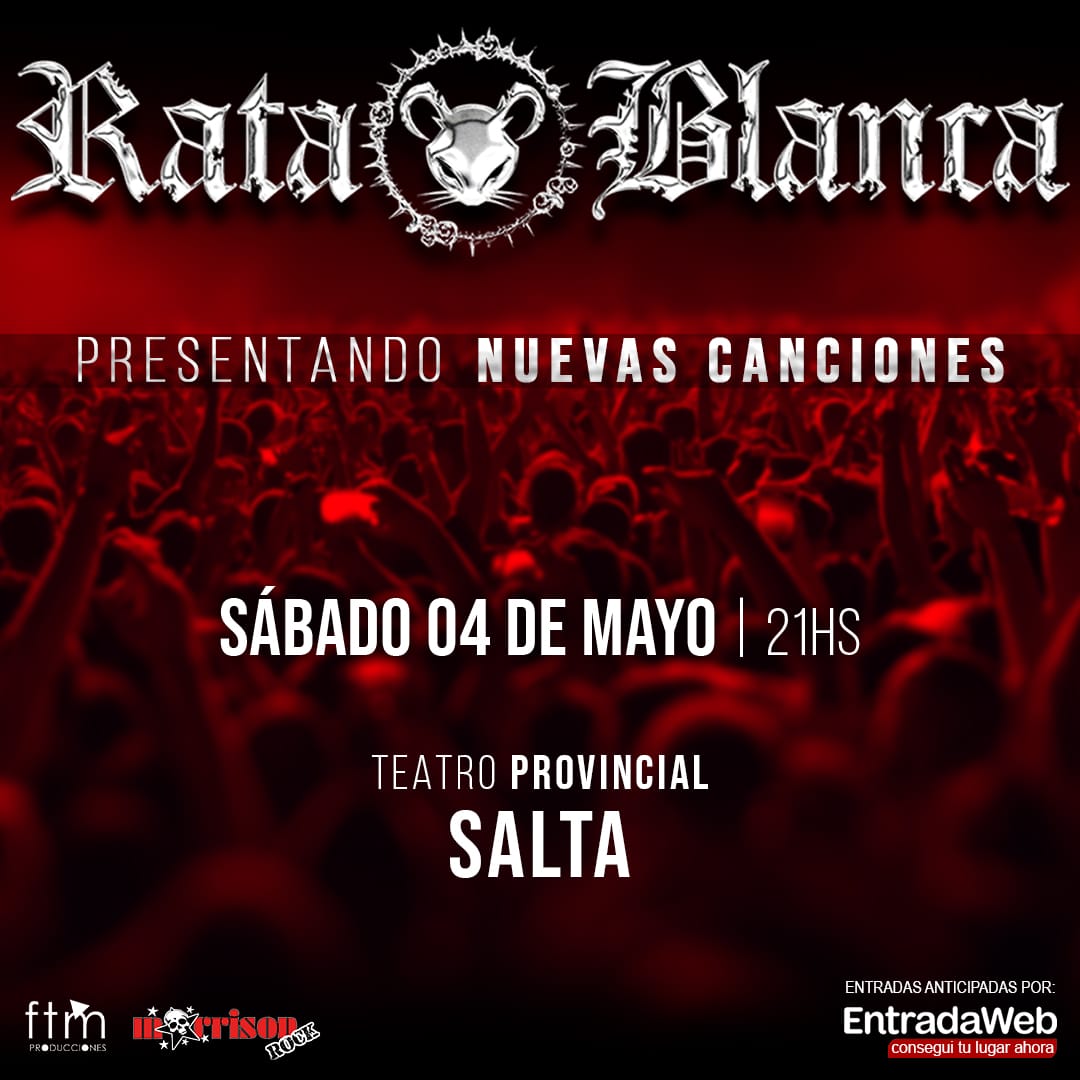 Rata Blanca
PRESENTANDO NUEVAS CANCIONES
SÁBADO 04 DE MAYO | 21HS
TEATRO PROVINCIAL
SALTA
ftm
PRODUCCIONES
morrison
ROCK
ENTRADAS ANTICIPADAS POR:
EntradaWeb
consegui tu lugar ahora